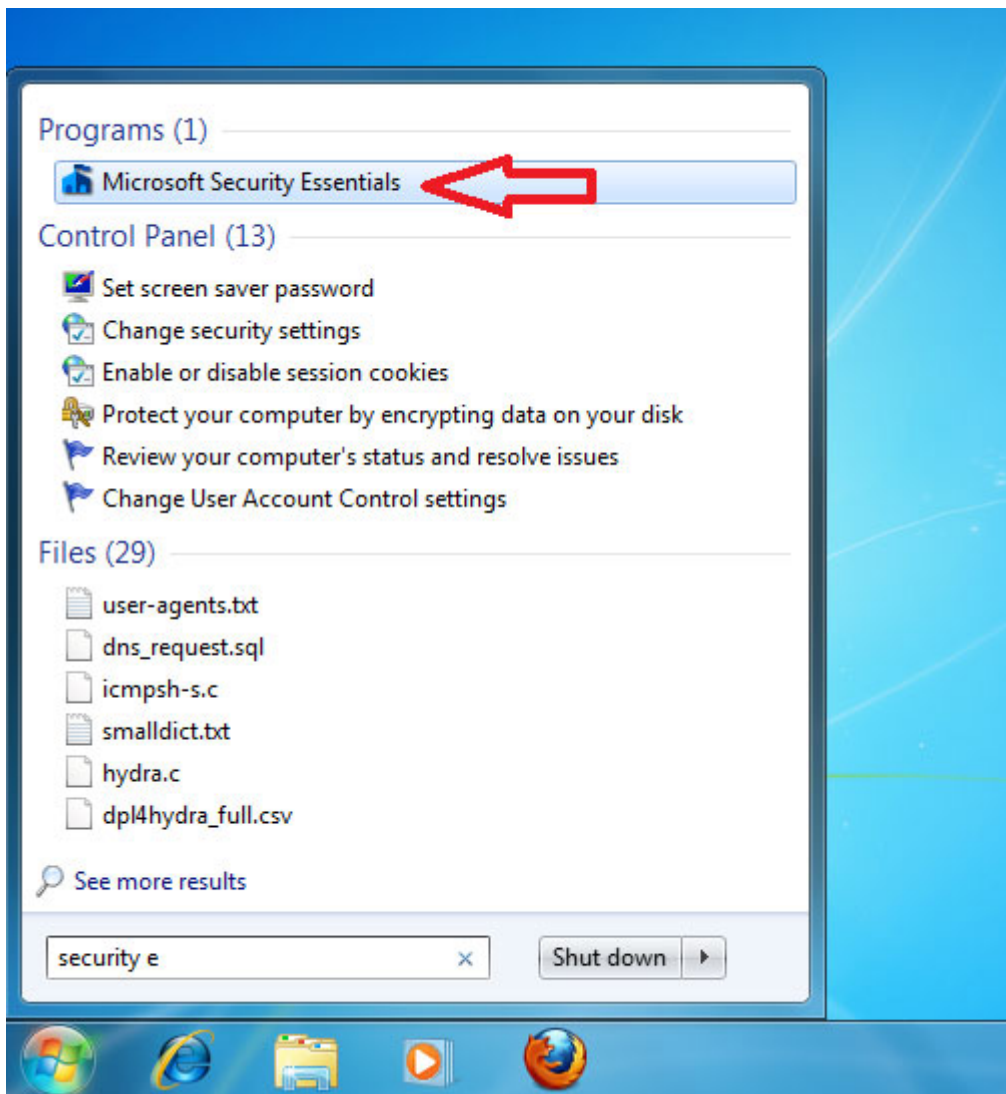 Programs (1)
Microsoft Security Essentials
Control Panel (13)
Set screen saver password
Change security settings
Enable or disable session cookies
Protect your computer by encrypting data on your disk
Review your computer's status and resolve issues
Change User Account Control settings
Files (29)
user-agents.txt
dns_request.sql
icmpsh-s.c
smalldict.txt
hydra.c
dpl4hydra_full.csv
See more results
security e
Shut down